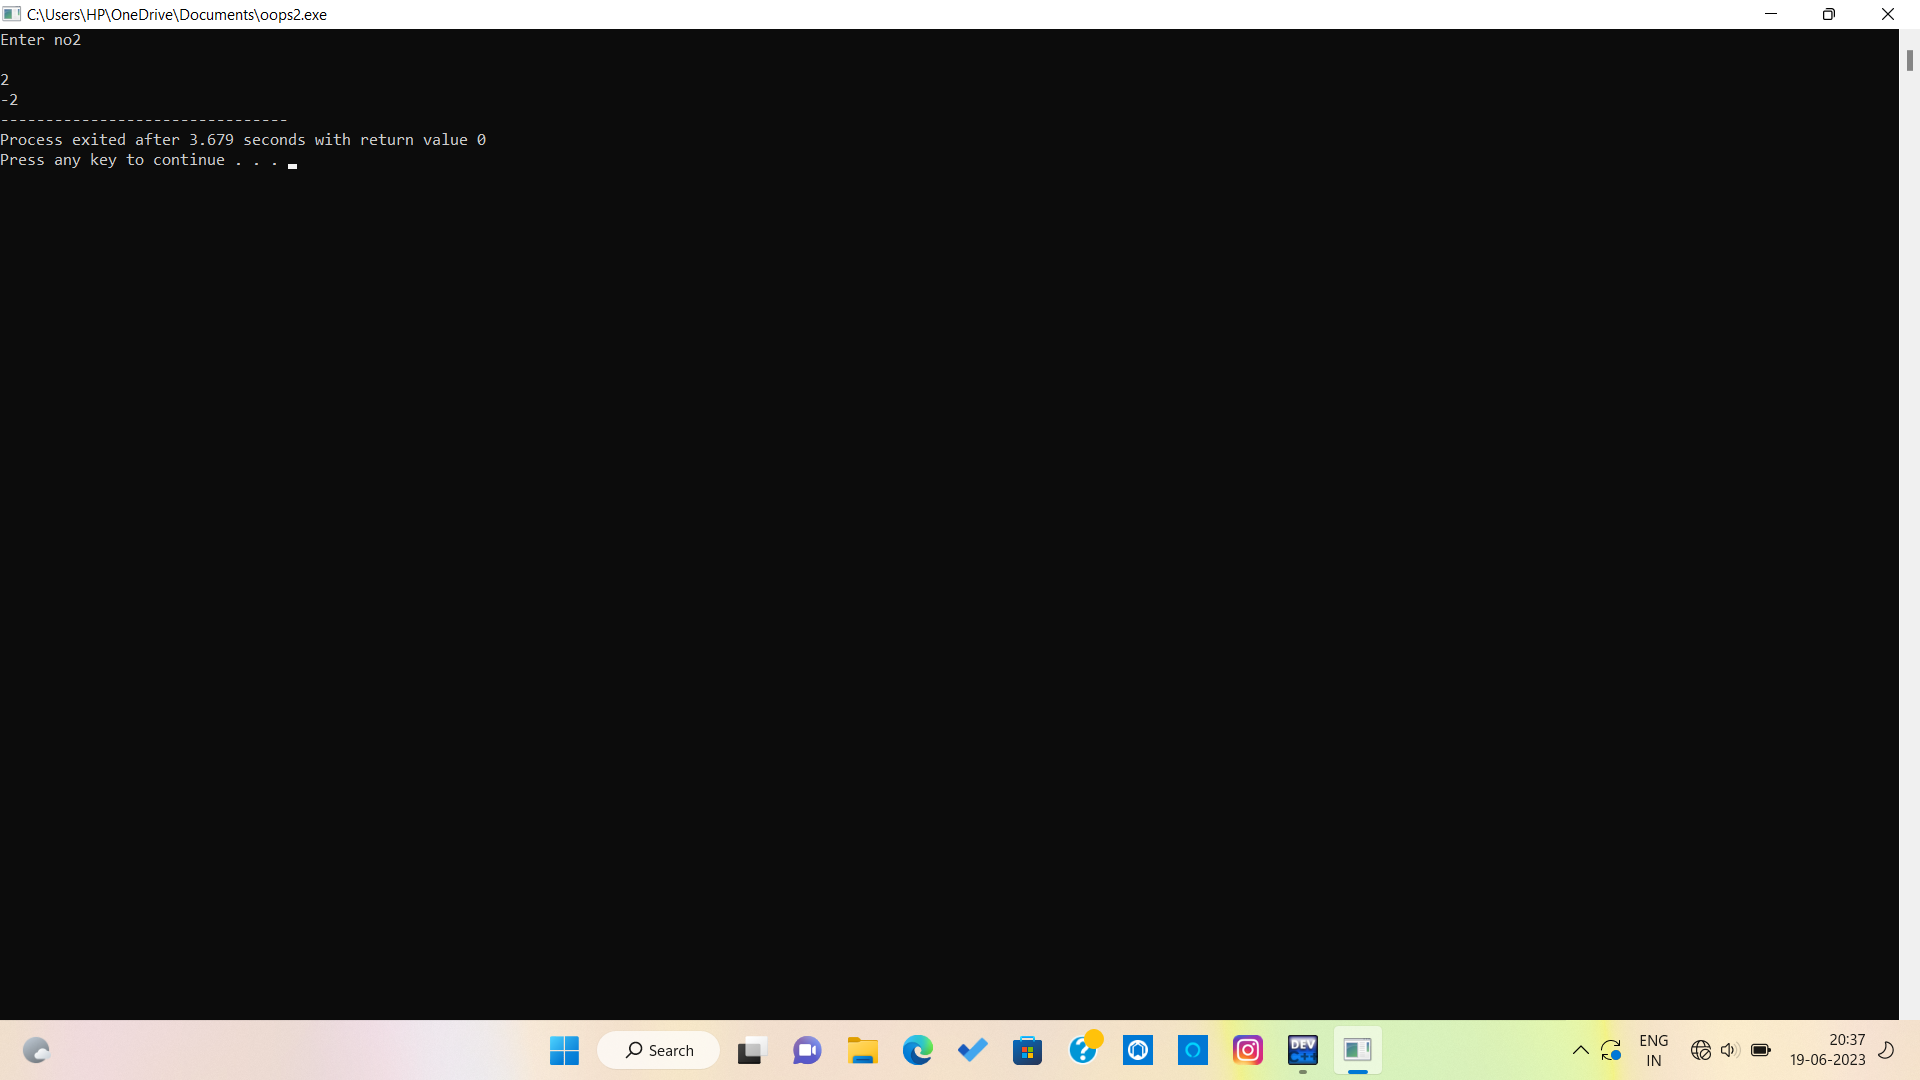 C:\Users\HP\OneDrive\Documents\oops2.exe
Enter no2
2
-2
--------------------------------
Process exited after 3.679 seconds with return value 0
Press any key to continue . . .
Search
DEV
C++
ENG
IN
20:37
19-06-2023